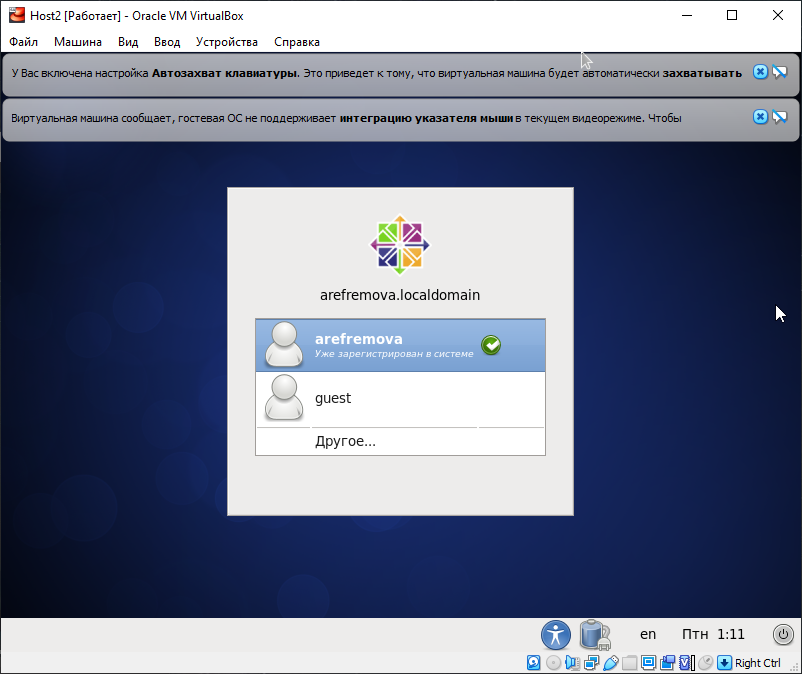 Host2 [Работает] - Oracle VM VirtualBox
Файл Машина Вид Ввод Устройства Справка
У Вас включена настройка Автозахват клавиатуры. Это приведет к тому, что виртуальная машина будет автоматически захватывать
Виртуальная машина сообщает, гостевая ОС не поддерживает интеграцию указателя мыши в текущем видеорежиме. Чтобы
arefremova.localdomain
arefremova
Уже зарегистрирован в системе
guest
Другое...
en Птн 1:11
Right Ctrl